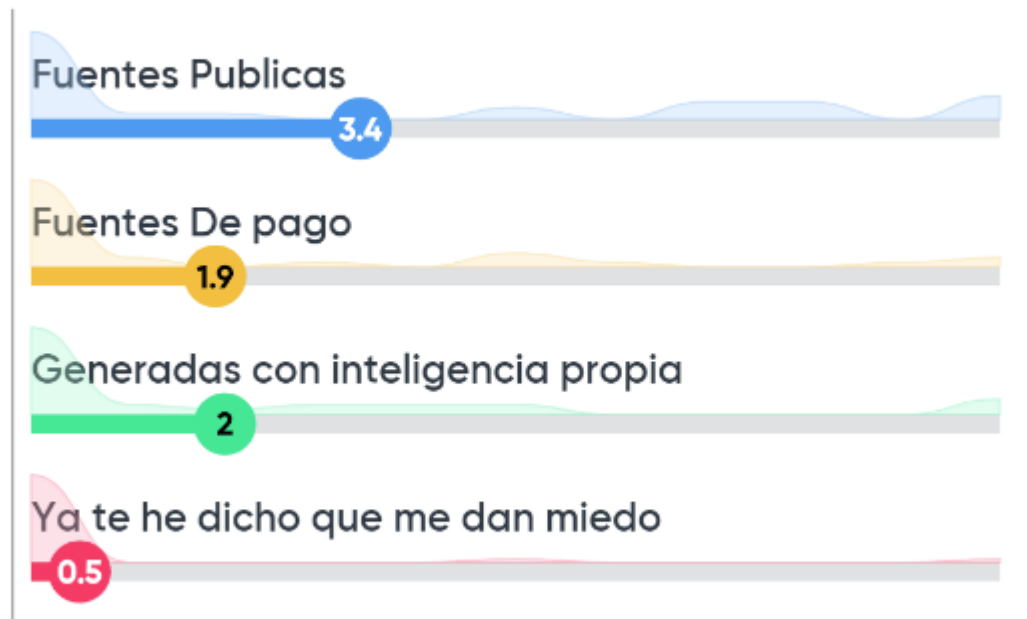 Fuentes Publicas
3.4
Fuentes De pago
1.9
Generadas con inteligencia propia
2
Ya te he dicho que me dan miedo
0.5